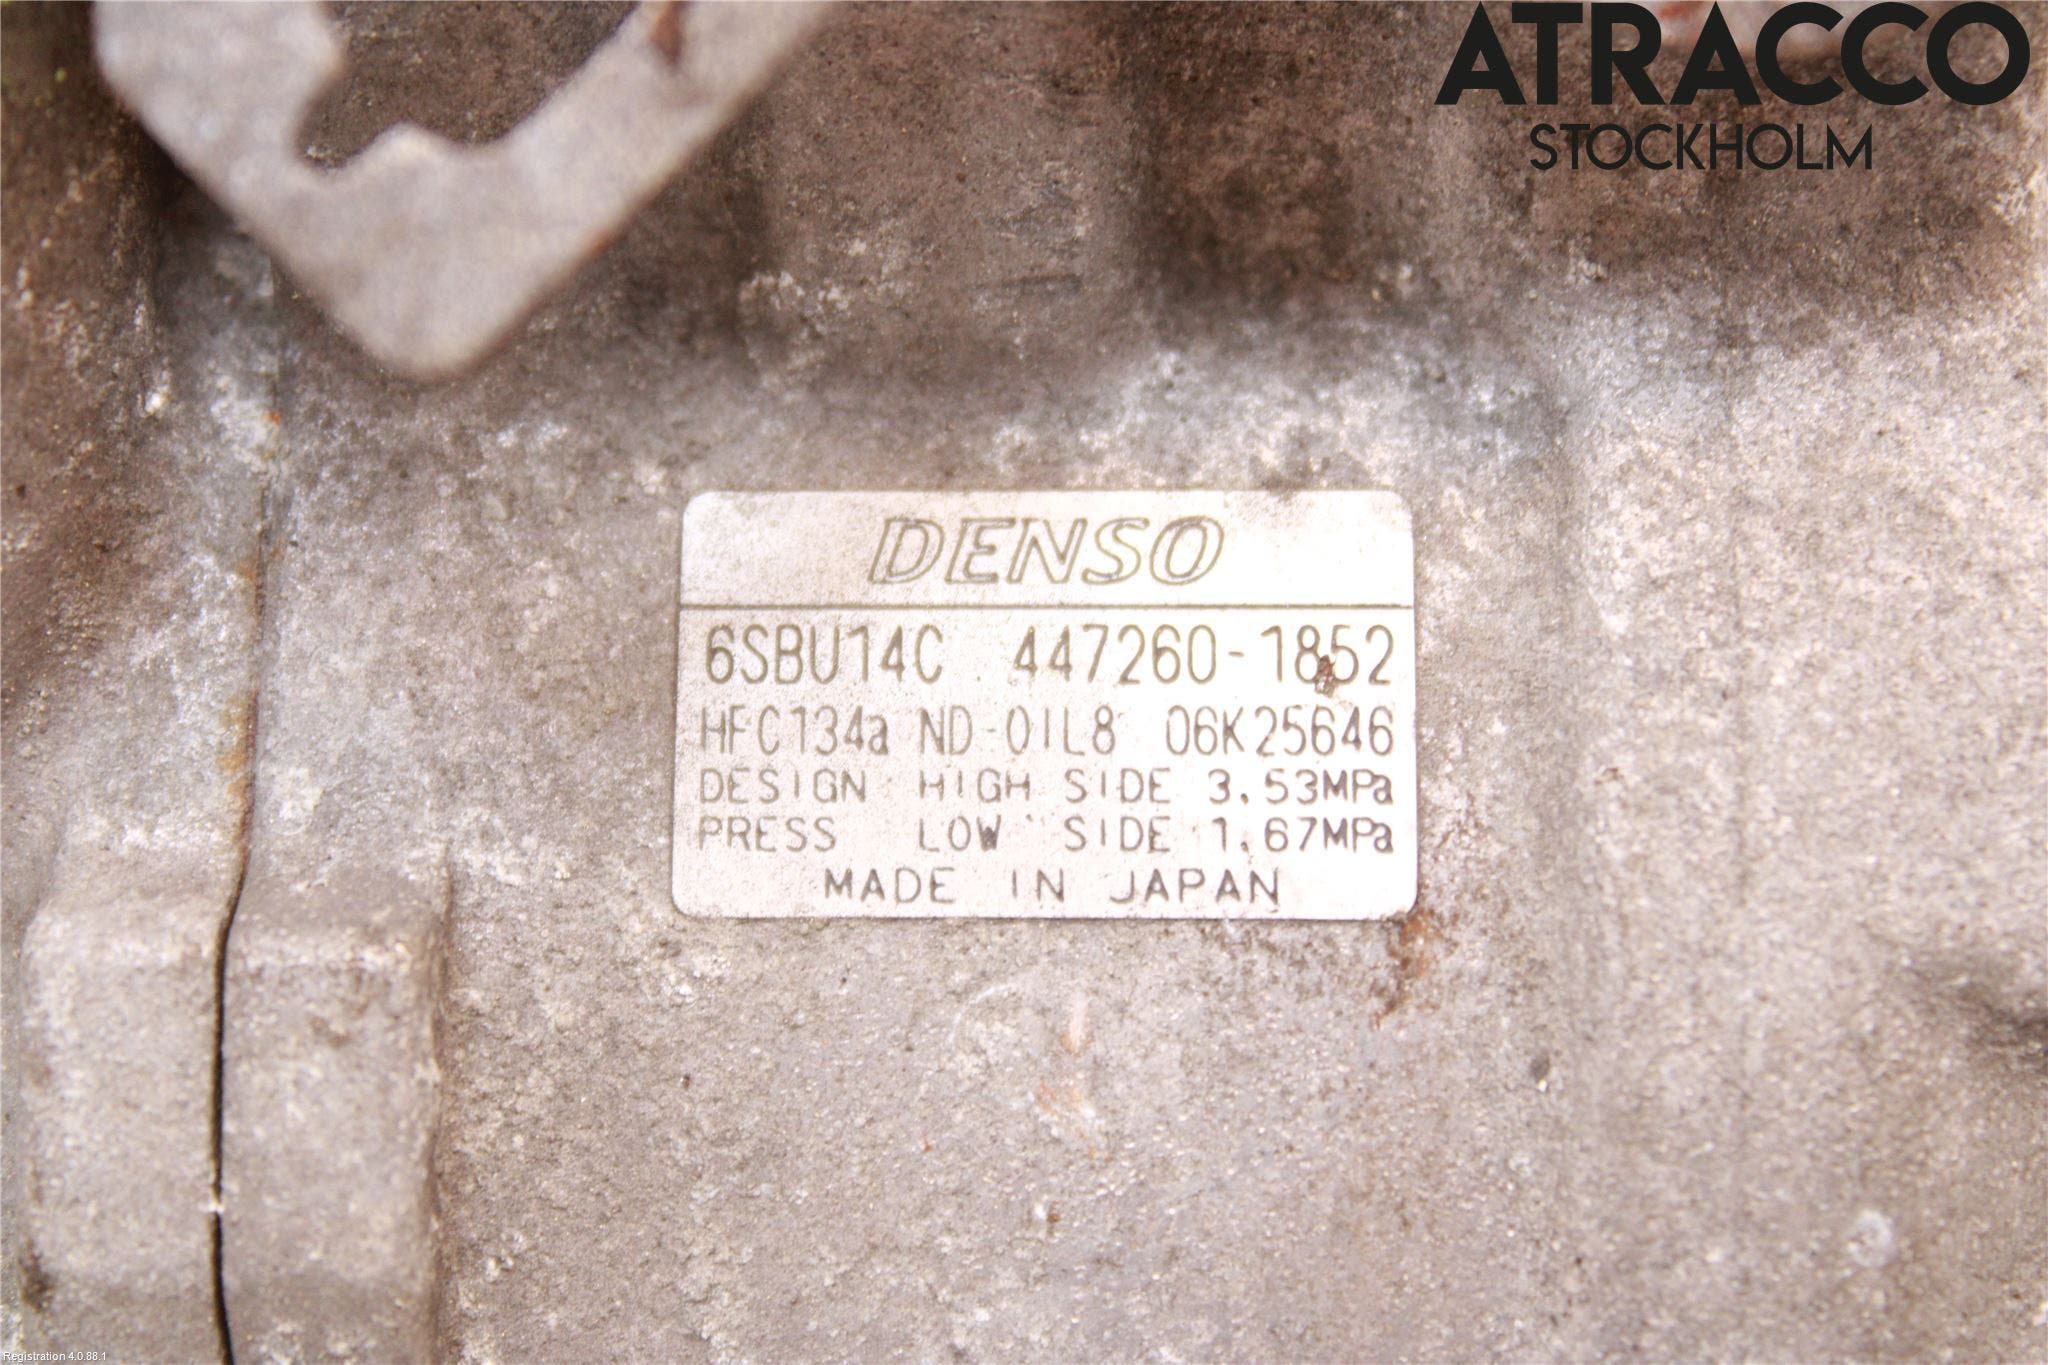 ATRACCO
STOCKHOLM
DENSO
6SBU14C 447260-1852
HFC134a ND-OIL8 06K25646
DESIGN HIGH SIDE 3.53MPa
PRESS LOW SIDE 1.67MPa
MADE IN JAPAN
Registration 4.0.88.1